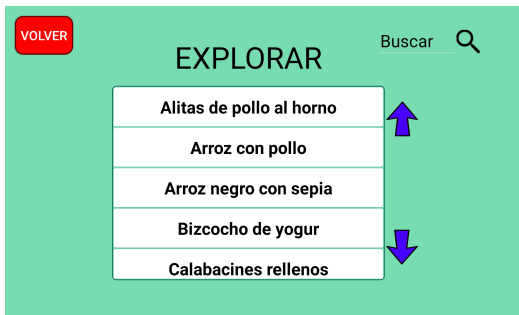 VOLVER
Buscar
EXPLORAR
Alitas de pollo al horno
Arroz con pollo
Arroz negro con sepia
Bizcocho de yogur
Calabacines rellenos